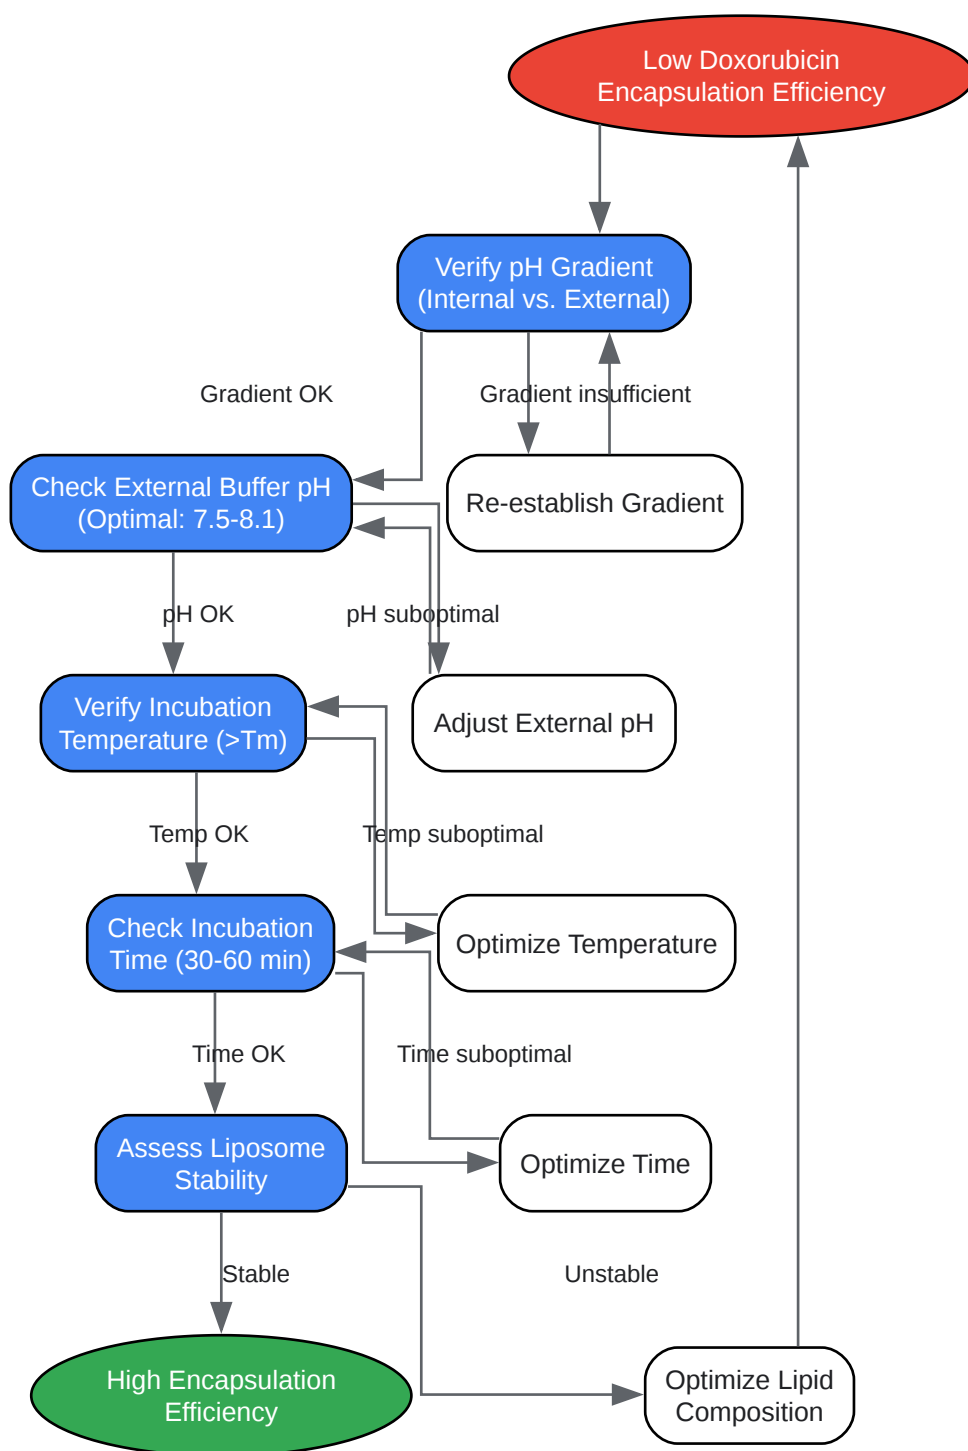 Low Doxorubicin
Encapsulation Efficiency
Verify pH Gradient
(Internal vs. External)
Gradient OK
Gradient insufficient
Check External Buffer pH
(Optimal: 7.5-8.1)
Re-establish Gradient
pH OK
pH suboptimal
Verify Incubation
Temperature (>Tm)
Adjust External pH
Temp OK
Temp suboptimal
Check Incubation
Time (30-60 min)
Optimize Temperature
Time OK
Time suboptimal
Assess Liposome
Stability
Optimize Time
Stable
Unstable
High Encapsulation
Efficiency
Optimize Lipid
Composition